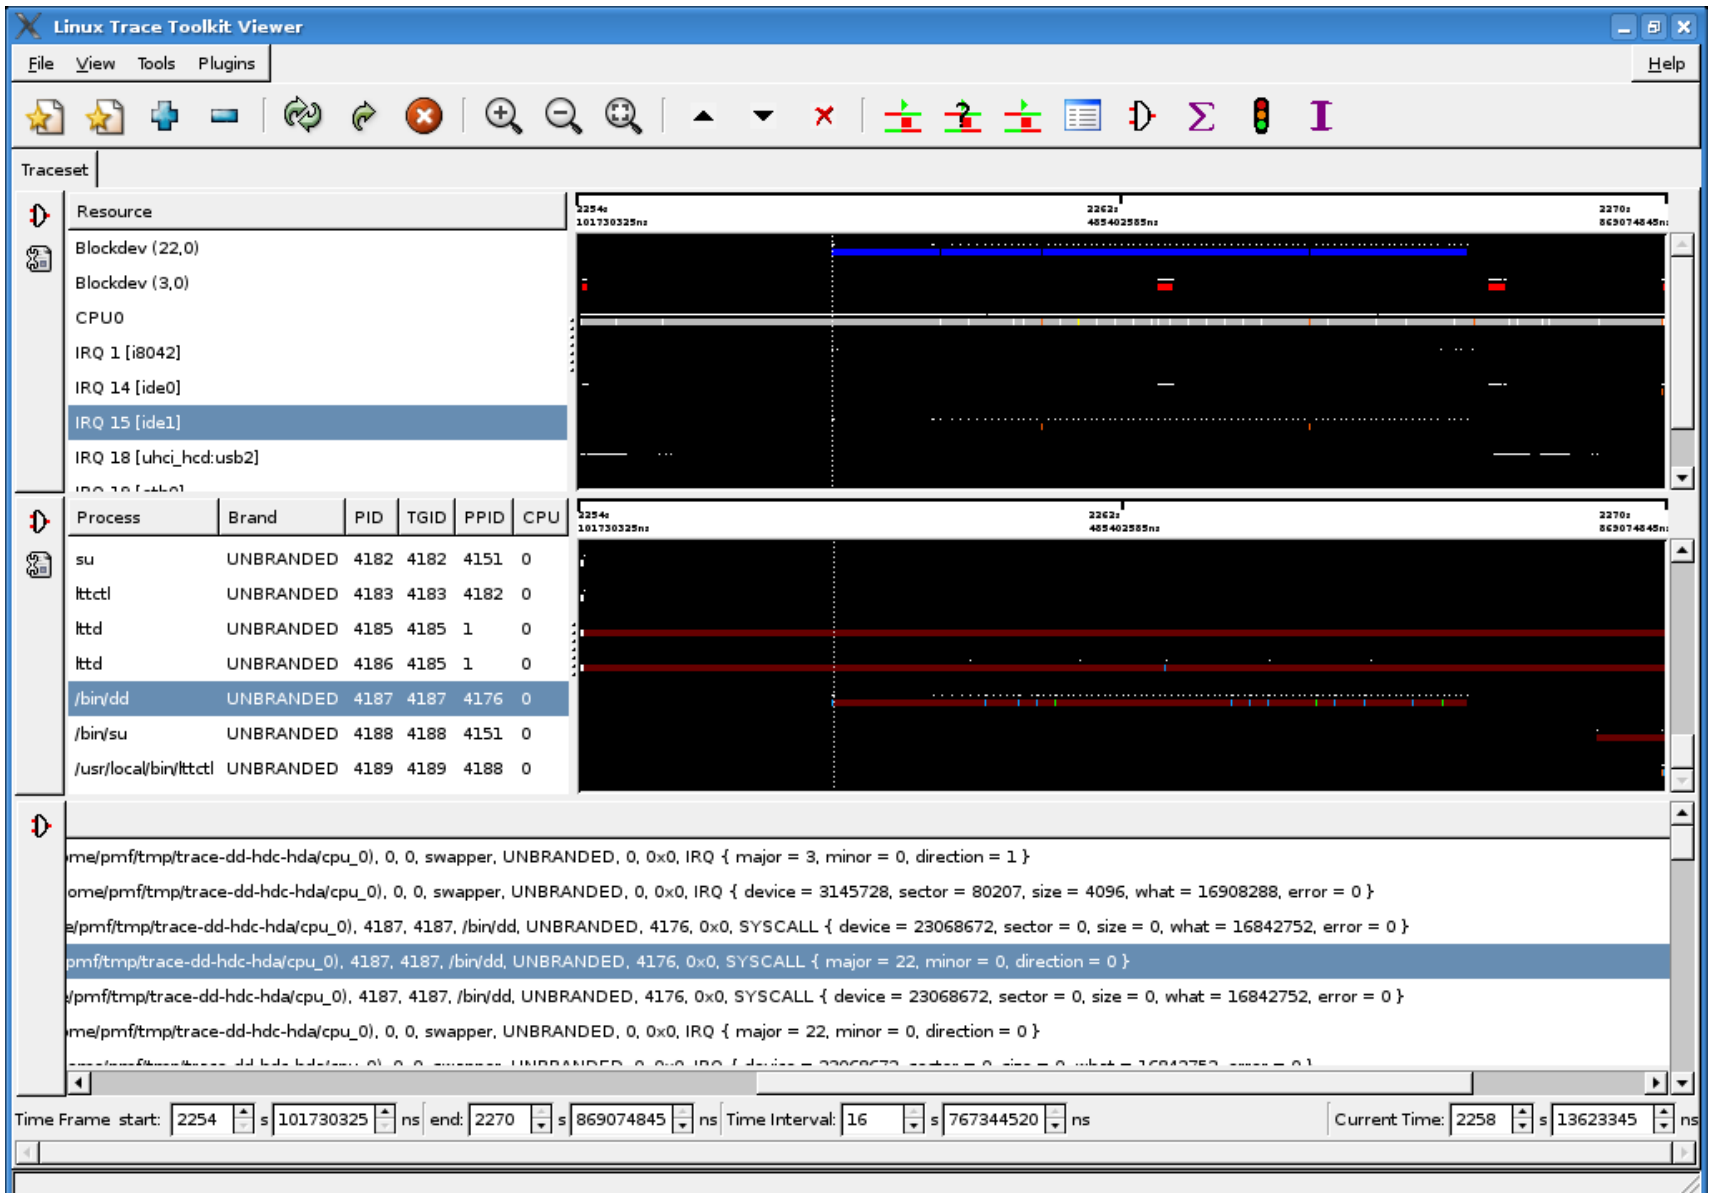 Linux Trace Toolkit Viewer
File View Tools Plugins Help
Traceset
Resource
2254s 2262s 2270s
101730325ns 485402585ns 869074845ns
Blockdev (22,0)
Blockdev (3,0)
CPU0
IRQ 1 [i8042]
IRQ 14 [ide0]
IRQ 15 [ide1]
IRQ 18 [uhci_hcd:usb2]
Process Brand PID TGID PPID CPU
2254s 2262s 2270s
101730325ns 485402585ns 869074845ns
su UNBRANDED 4182 4182 4151 0
lttctl UNBRANDED 4183 4183 4182 0
lttd UNBRANDED 4185 4185 1 0
lttd UNBRANDED 4186 4185 1 0
/bin/dd UNBRANDED 4187 4187 4176 0
/bin/su UNBRANDED 4188 4188 4151 0
/usr/local/bin/lttctl UNBRANDED 4189 4189 4188 0
me/pmf/tmp/trace-dd-hdc-hda/cpu_0), 0, 0, swapper, UNBRANDED, 0, 0x0, IRQ { major = 3, minor = 0, direction = 1 }
ome/pmf/tmp/trace-dd-hdc-hda/cpu_0), 0, 0, swapper, UNBRANDED, 0, 0x0, IRQ { device = 3145728, sector = 80207, size = 4096, what = 16908288, error = 0 }
e/pmf/tmp/trace-dd-hdc-hda/cpu_0), 4187, 4187, /bin/dd, UNBRANDED, 4176, 0x0, SYSCALL { device = 23068672, sector = 0, size = 0, what = 16842752, error = 0 }
pmf/tmp/trace-dd-hdc-hda/cpu_0), 4187, 4187, /bin/dd, UNBRANDED, 4176, 0x0, SYSCALL { major = 22, minor = 0, direction = 0 }
/pmf/tmp/trace-dd-hdc-hda/cpu_0), 4187, 4187, /bin/dd, UNBRANDED, 4176, 0x0, SYSCALL { device = 23068672, sector = 0, size = 0, what = 16842752, error = 0 }
me/pmf/tmp/trace-dd-hdc-hda/cpu_0), 0, 0, swapper, UNBRANDED, 0, 0x0, IRQ { major = 22, minor = 0, direction = 0 }
Time Frame start: 2254 s 101730325 ns end: 2270 s 869074845 ns Time Interval: 16 s 767344520 ns Current Time: 2258 s 13623345 ns